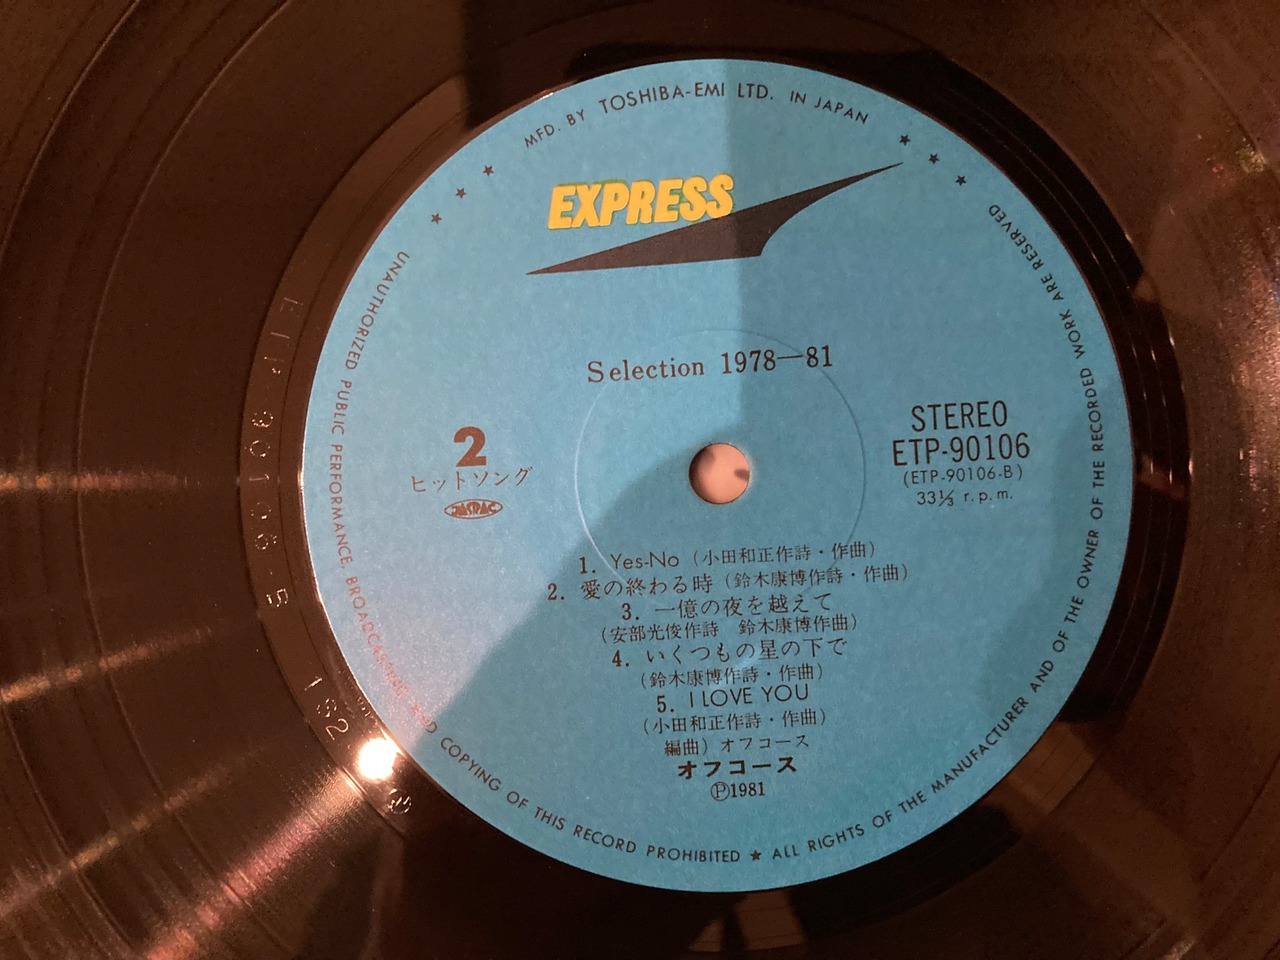 MFD. BY TOSHIBA-EMI LTD. IN JAPAN
EXPRESS
Selection 1978—81
2
ヒットソング
JASRAC
STEREO
ETP-90106
(ETP-90106-B)
33⅓ r.p.m.
1. Yes-No (小田和正作詩・作曲)
2. 愛の終わる時 (鈴木康博作詩・作曲)
3. 一億の夜を越えて
(安部光俊作詩 鈴木康博作曲)
4. いくつもの星の下で
(鈴木康博作詩・作曲)
5. I LOVE YOU
(小田和正作詩・作曲)
編曲) オフコース
オフコース
Ⓟ1981
UNAUTHORIZED PUBLIC PERFORMANCE, BROADCASTING AND COPYING OF THIS RECORD PROHIBITED ★ ALL RIGHTS OF THE MANUFACTURER AND OF THE OWNER OF THE RECORDED WORK ARE RESERVED